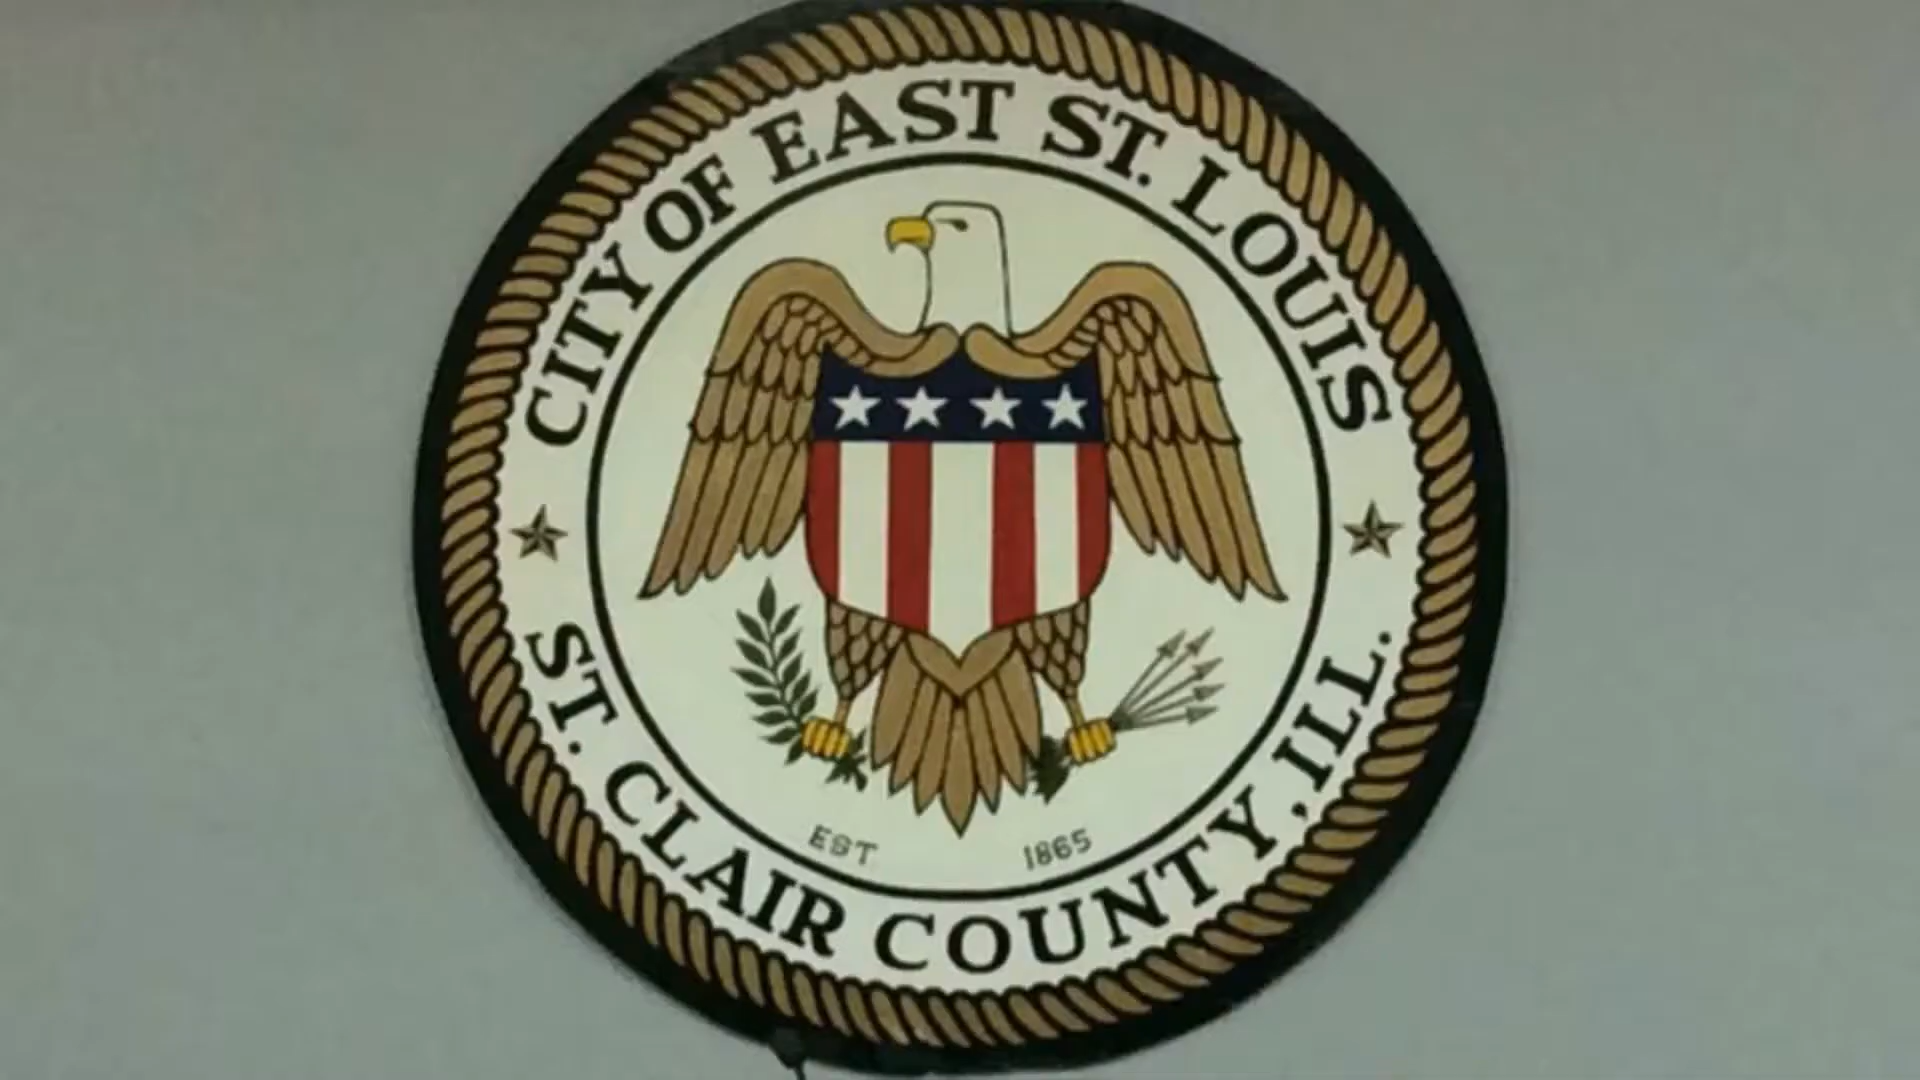 CITY OF EAST ST. LOUIS
EST 1865
ST. CLAIR COUNTY, ILL.